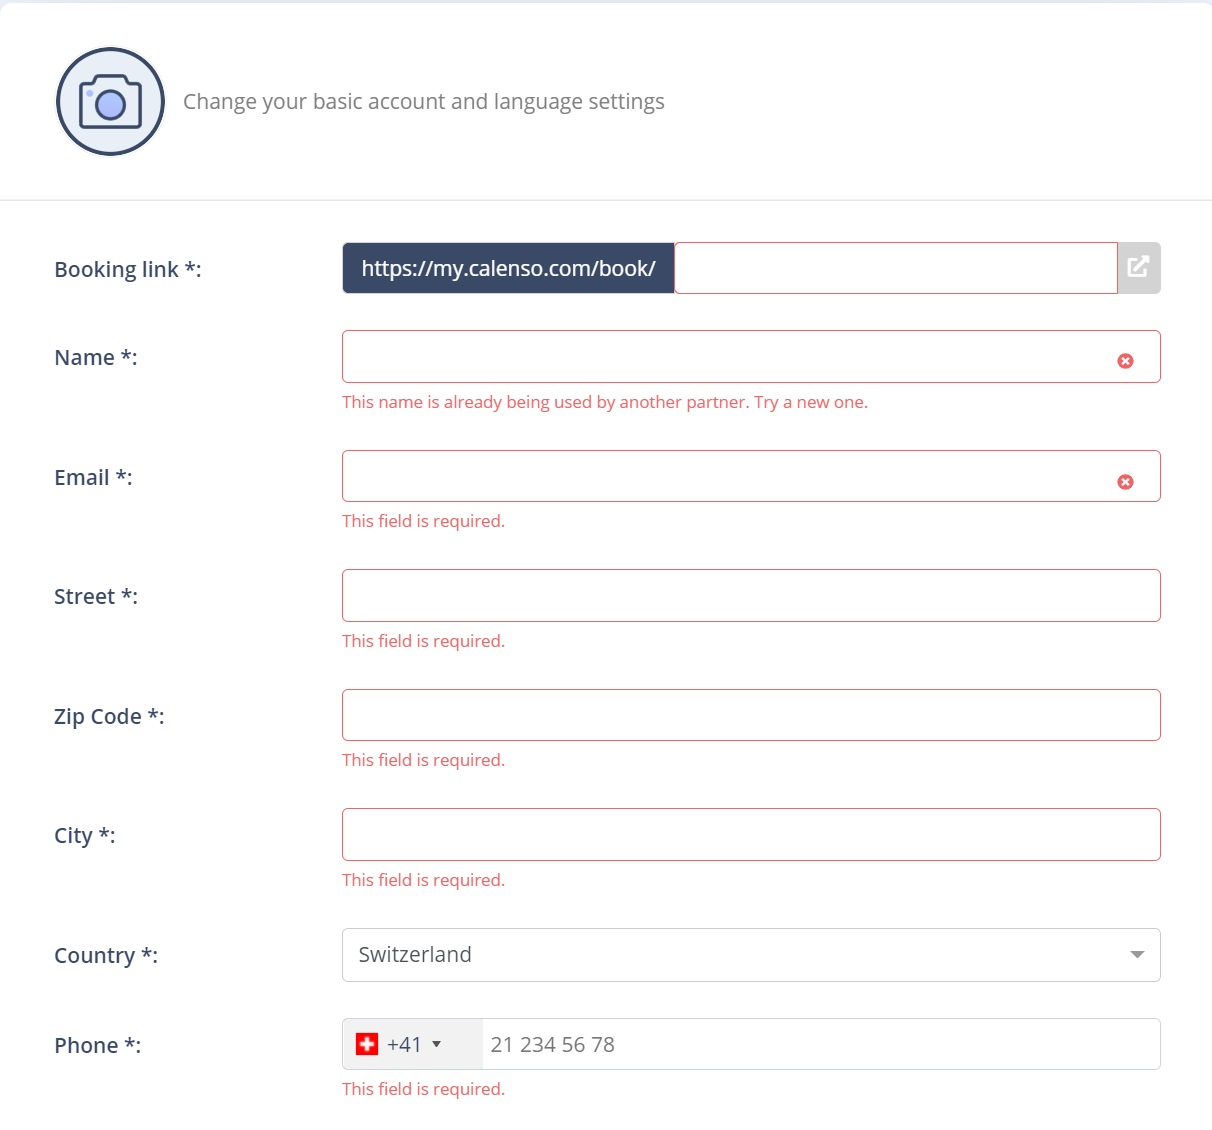 Change your basic account and language settings
Booking link *: https://my.calenso.com/book/
Name *:
This name is already being used by another partner. Try a new one.
Email *:
This field is required.
Street *:
This field is required.
Zip Code *:
This field is required.
City *:
This field is required.
Country *: Switzerland
Phone *: +41 21 234 56 78
This field is required.